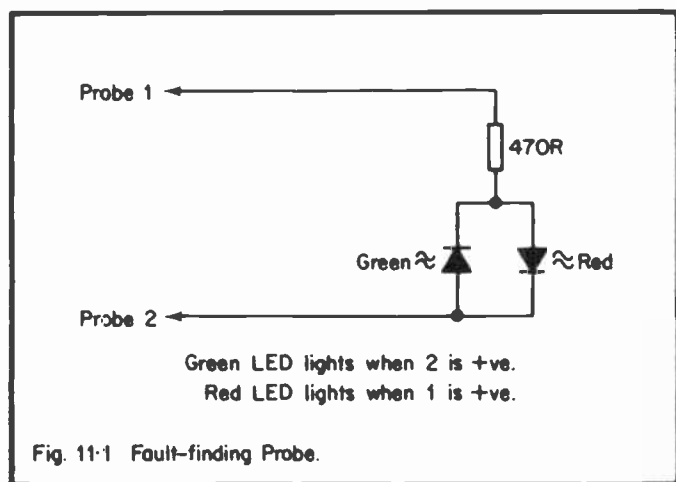 Probe 1
470R
Green
Red
Probe 2
Green LED lights when 2 is +ve.
Red LED lights when 1 is +ve.
Fig. 11·1 Fault-finding Probe.